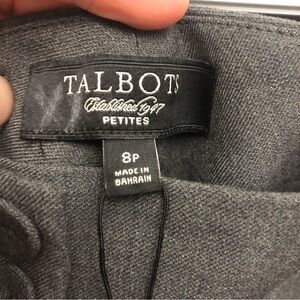 TALBOTS
Established 1947
PETITES
8P
MADE IN
BAHRAIN